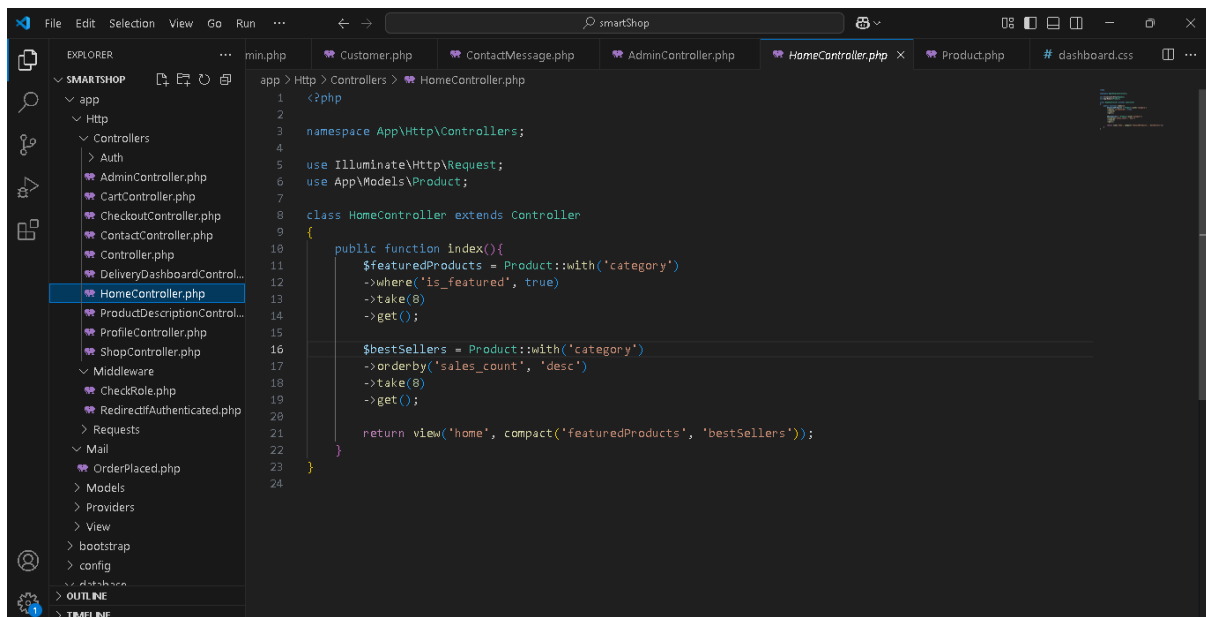 File Edit Selection View Go Run ··· smartShop
EXPLORER ···
min.php Customer.php ContactMessage.php AdminController.php HomeController.php Product.php # dashboard.css ···
SMARTSHOP
app > Http > Controllers > HomeController.php
app
Http
Controllers
Auth
AdminController.php
CartController.php
CheckoutController.php
ContactController.php
Controller.php
DeliveryDashboardControl...
HomeController.php
ProductDescriptionControl...
ProfileController.php
ShopController.php
Middleware
CheckRole.php
RedirectIfAuthenticated.php
Requests
Mail
OrderPlaced.php
Models
Providers
View
bootstrap
config
database
OUTLINE
TIMELINE
1
1 <?php
2
3 namespace App\Http\Controllers;
4
5 use Illuminate\Http\Request;
6 use App\Models\Product;
7
8 class HomeController extends Controller
9 {
10 public function index(){
11 $featuredProducts = Product::with('category')
12 ->where('is_featured', true)
13 ->take(8)
14 ->get();
15
16 $bestSellers = Product::with('category')
17 ->orderby('sales_count', 'desc')
18 ->take(8)
19 ->get();
20
21 return view('home', compact('featuredProducts', 'bestSellers'));
22 }
23 }
24